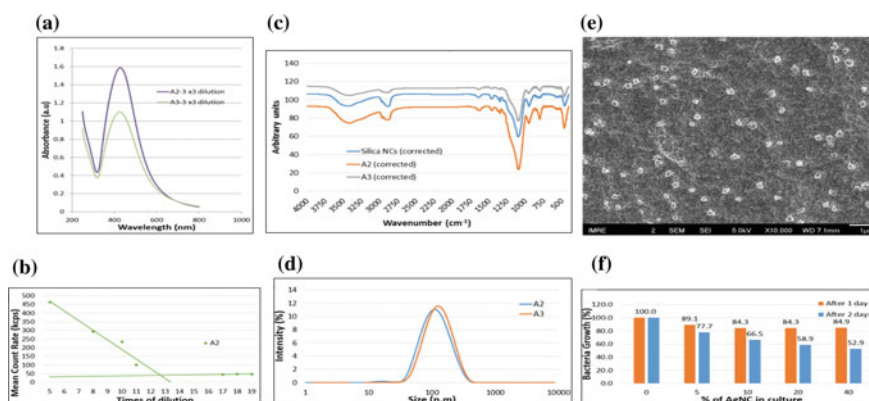 (a)
Absorbance (a.u)
1.8
1.6
1.4
1.2
1
0.8
0.6
0.4
0.2
0
0 200 400 600 800 1000
Wavelength (nm)
A2-3 x3 dilution
A3-3 x3 dilution
(b)
Mean Count Rate (kcps)
500
450
400
350
300
250
200
150
100
50
0
5 6 7 8 9 10 11 12 13 14 15 16 17 18 19
Times of dilution
A2
(c)
Arbitrary units
140
120
100
80
60
40
20
0
4000 3750 3500 3250 3000 2750 2500 2250 2000 1750 1500 1250 1000 750 500
Wavenumber (cm⁻¹)
Silica NCs (corrected)
A2 (corrected)
A3 (corrected)
(d)
Intensity (%)
14
12
10
8
6
4
2
0
1 10 100 1000 10000
Size (n.m)
A2
A3
(e)
IMRE 2 SEM SEI 5.0kV X10,000 WD 7.1mm 1µm
(f)
Bacteria Growth (%)
120.0
100.0
80.0
60.0
40.0
20.0
0.0
100.0
89.1
77.7
84.3
66.5
84.3
58.9
84.9
52.9
0 5 10 20 40
% of AgNC in culture
After 1 day
After 2 days